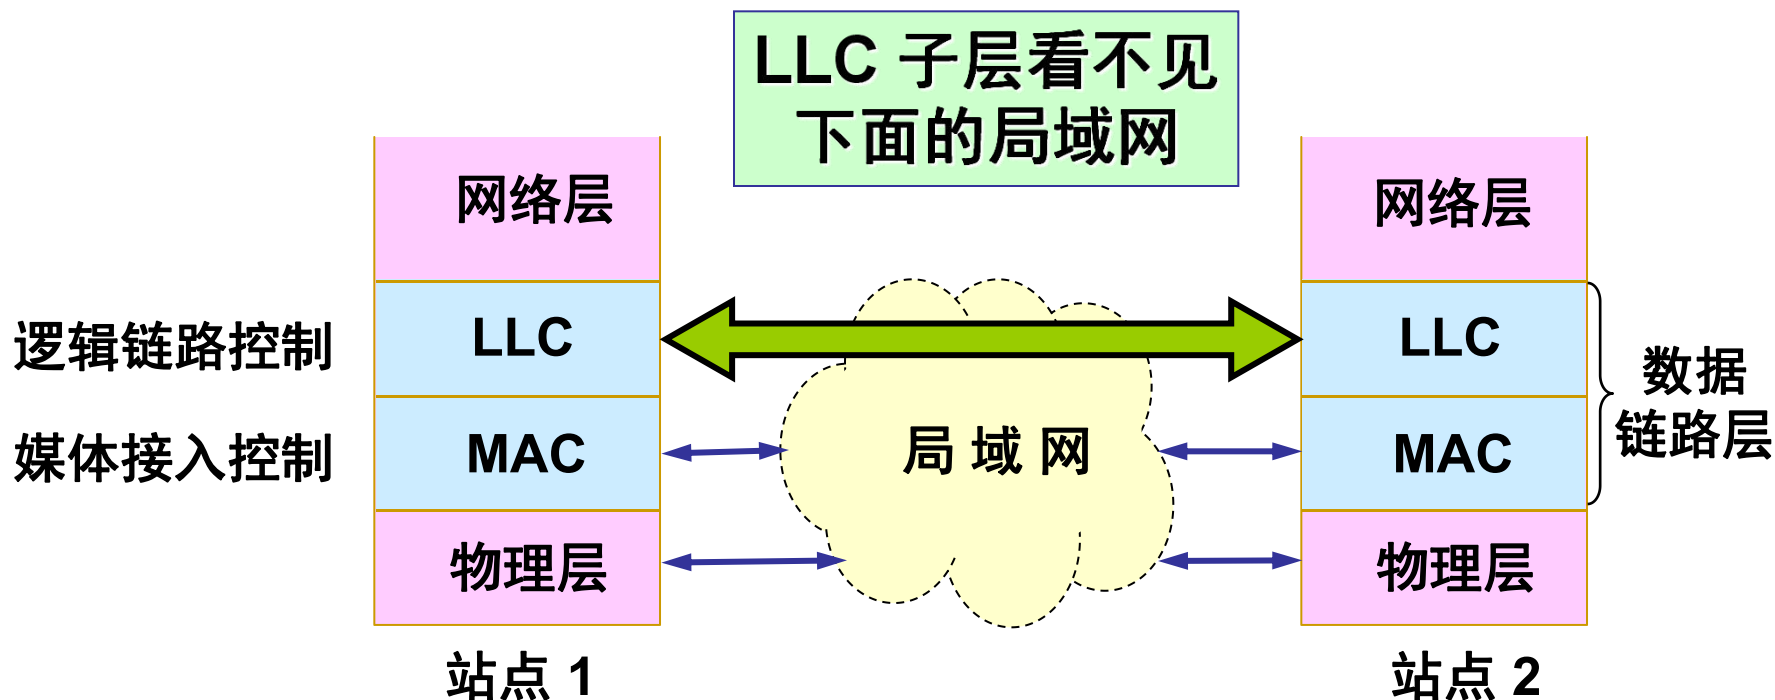 LLC 子层看不见
下面的局域网
网络层
网络层
逻辑链路控制
LLC
LLC
数据
链路层
媒体接入控制
MAC
局 域 网
MAC
物理层
物理层
站点 1
站点 2